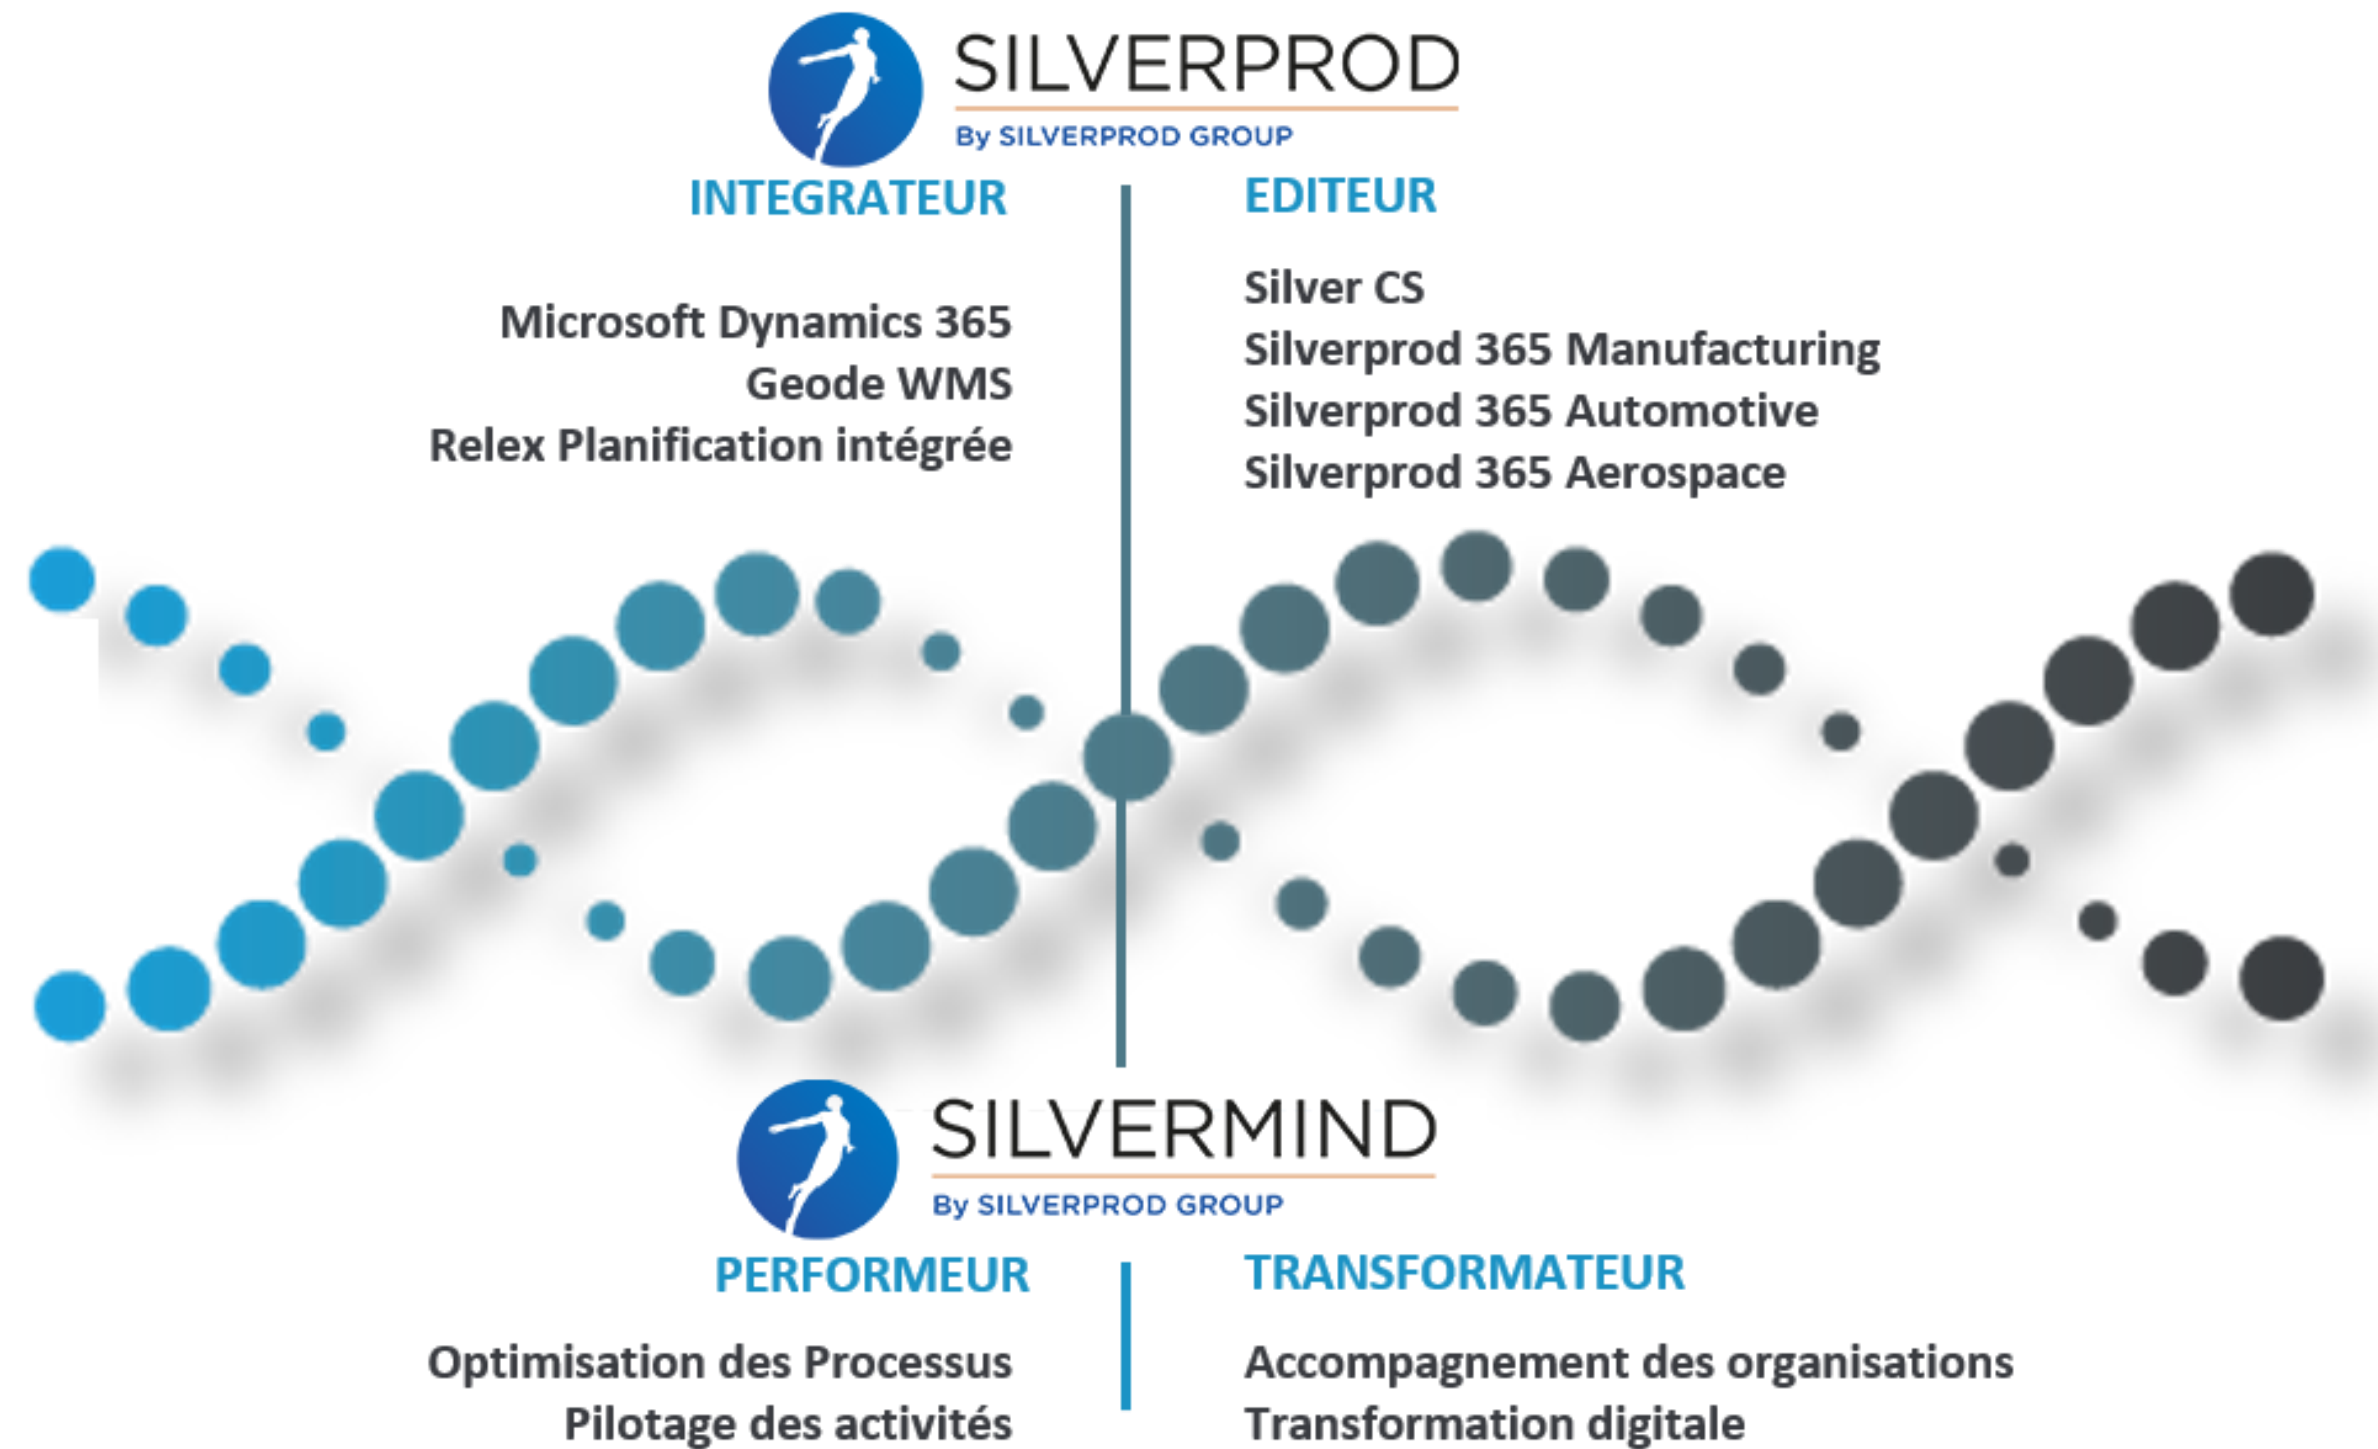 SILVERPROD
By SILVERPROD GROUP
INTEGRATEUR
Microsoft Dynamics 365
Geode WMS
Relex Planification intégrée
EDITEUR
Silver CS
Silverprod 365 Manufacturing
Silverprod 365 Automotive
Silverprod 365 Aerospace
SILVERMIND
By SILVERPROD GROUP
PERFORMEUR
Optimisation des Processus
Pilotage des activités
TRANSFORMATEUR
Accompagnement des organisations
Transformation digitale